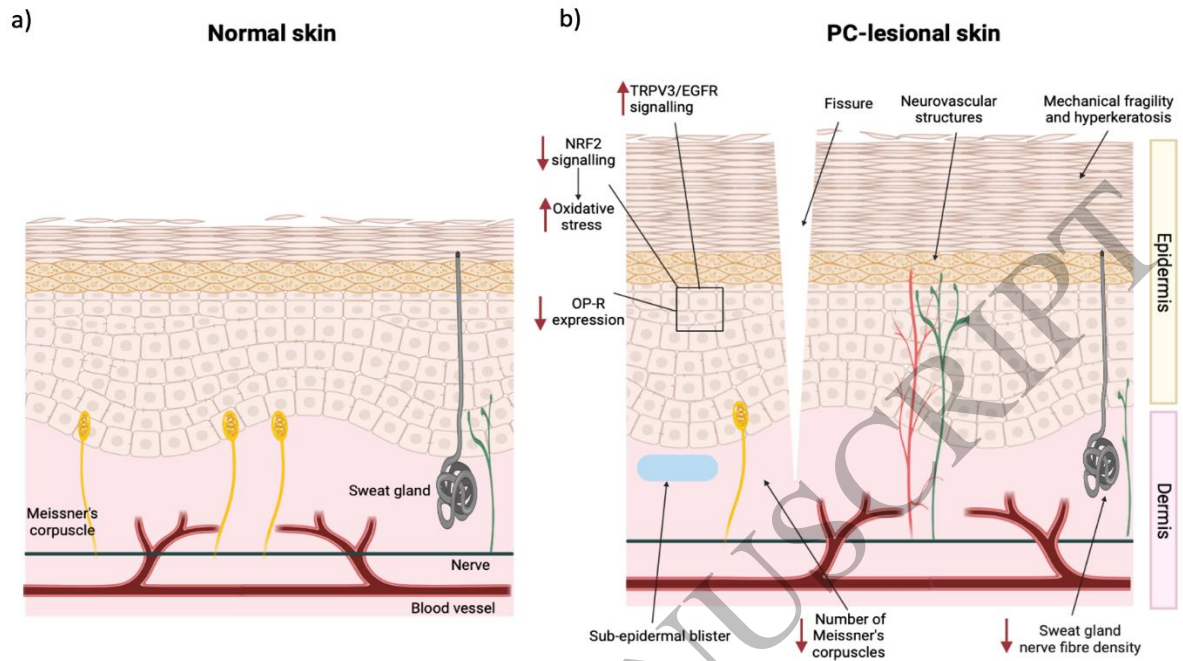 a)
Normal skin
Sweat gland
Meissner's
corpuscle
Nerve
Blood vessel
b)
PC-lesional skin
TRPV3/EGFR
signalling
Fissure
Neurovascular
structures
Mechanical fragility
and hyperkeratosis
NRF2
signalling
Oxidative
stress
OP-R
expression
Epidermis
Dermis
Sub-epidermal blister
Number of
Meissner's
corpuscles
Sweat gland
nerve fibre density
NUSCRIPT